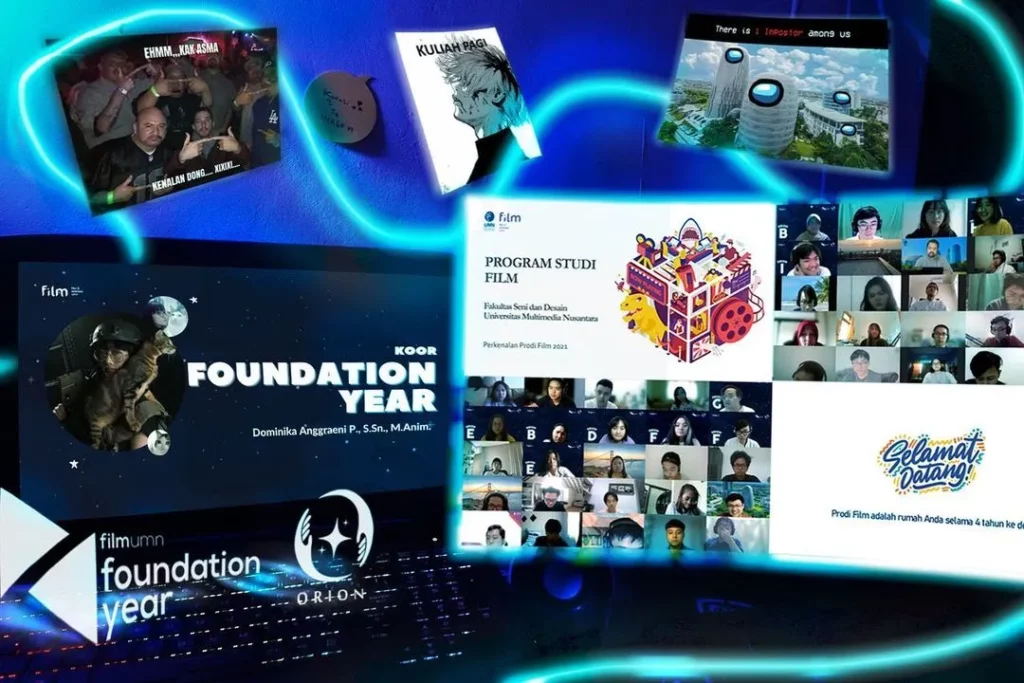 EHMM...KAK ASMA
KENALAN DONG.... XIXIXI....
KULIAH PAGI
There is 1 Impostor among us
film
KOOR
FOUNDATION
YEAR
Dominika Anggraeni P., S.Sn., M.Anim.
UMN
film
PROGRAM STUDI
FILM
Fakultas Seni dan Desain
Universitas Multimedia Nusantara
Perkenalan Prodi Film 2021
B
I
G
E
B
D
F
F
E
Selamat
Datang!
Prodi Film adalah rumah Anda selama 4 tahun ke de
filmumn
foundation
year
ORION